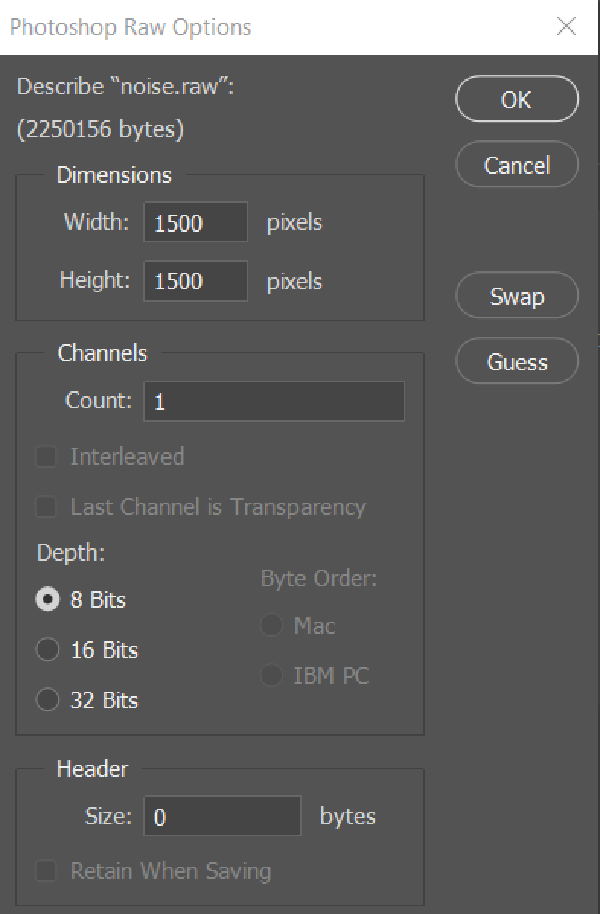 Photoshop Raw Options
Describe “noise.raw”:
(2250156 bytes)
OK
Cancel
Swap
Guess
Dimensions
Width: 1500 pixels
Height: 1500 pixels
Channels
Count: 1
Interleaved
Last Channel is Transparency
Depth:
8 Bits
16 Bits
32 Bits
Byte Order:
Mac
IBM PC
Header
Size: 0 bytes
Retain When Saving